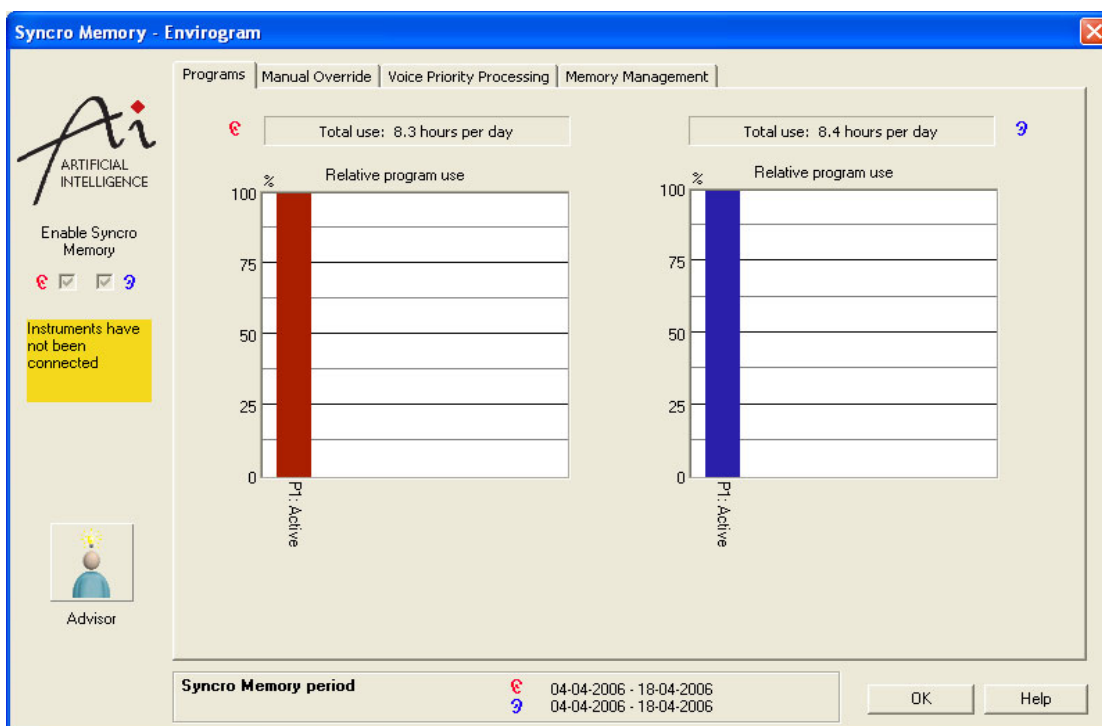 Syncro Memory - Envirogram
Programs
Manual Override
Voice Priority Processing
Memory Management
Ai
ARTIFICIAL
INTELLIGENCE
Enable Syncro
Memory
Instruments have
not been
connected
Advisor
Total use: 8.3 hours per day
% Relative program use
100
75
50
25
0
P1: Active
Total use: 8.4 hours per day
% Relative program use
100
75
50
25
0
P1: Active
Syncro Memory period
04-04-2006 - 18-04-2006
04-04-2006 - 18-04-2006
OK
Help